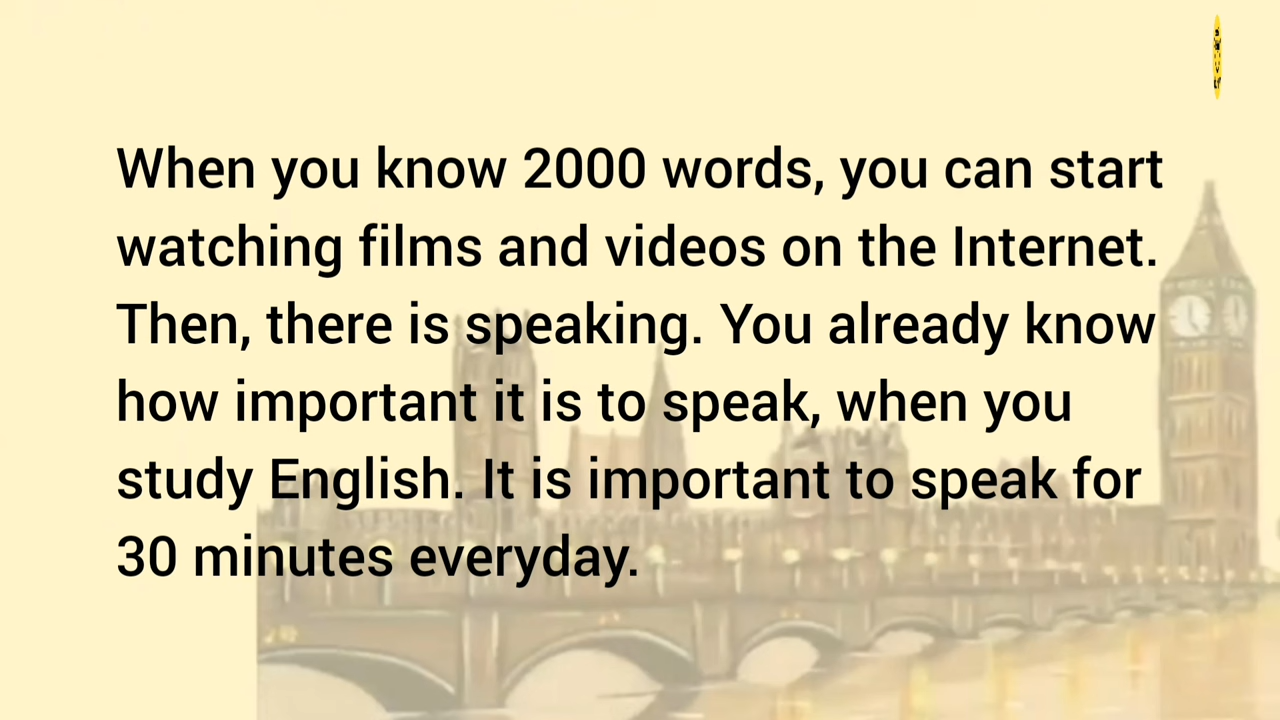 When you know 2000 words, you can start
watching films and videos on the Internet.
Then, there is speaking. You already know
how important it is to speak, when you
study English. It is important to speak for
30 minutes everyday.